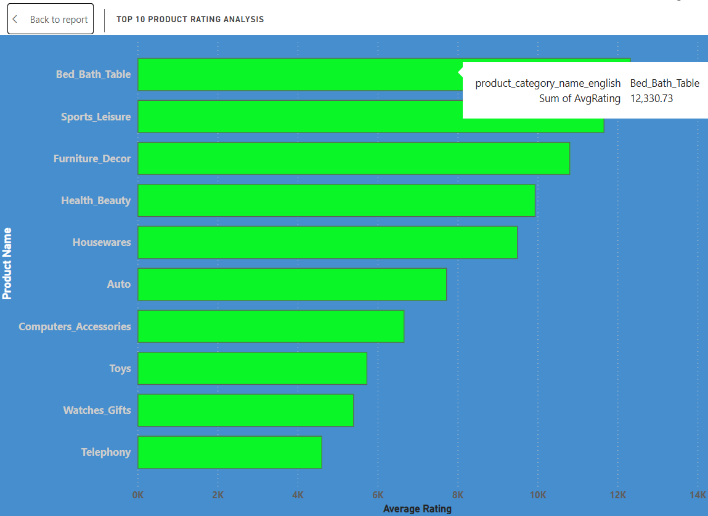 Back to report
TOP 10 PRODUCT RATING ANALYSIS
product_category_name_english Bed_Bath_Table
Sum of AvgRating 12,330.73
Product Name
Bed_Bath_Table
Sports_Leisure
Furniture_Decor
Health_Beauty
Housewares
Auto
Computers_Accessories
Toys
Watches_Gifts
Telephony
0K 2K 4K 6K 8K 10K 12K 14K
Average Rating